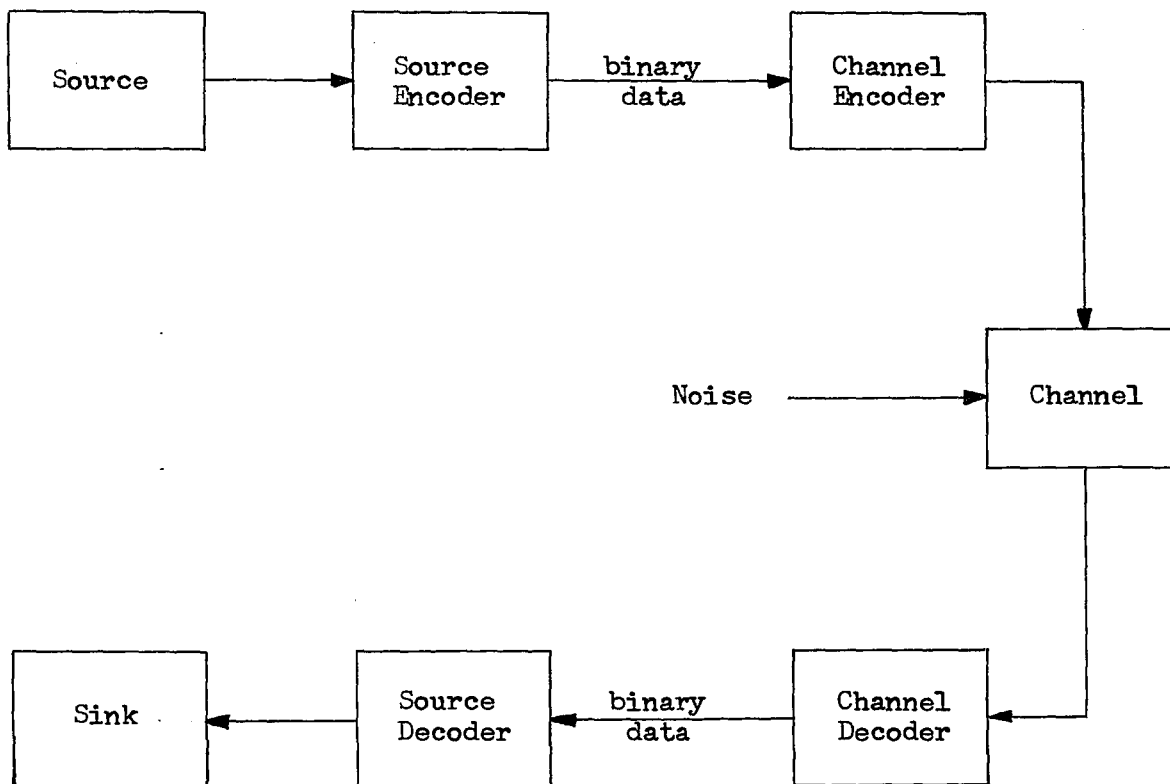 Source
Source
Encoder
binary
data
Channel
Encoder
Noise
Channel
Sink
Source
Decoder
binary
data
Channel
Decoder